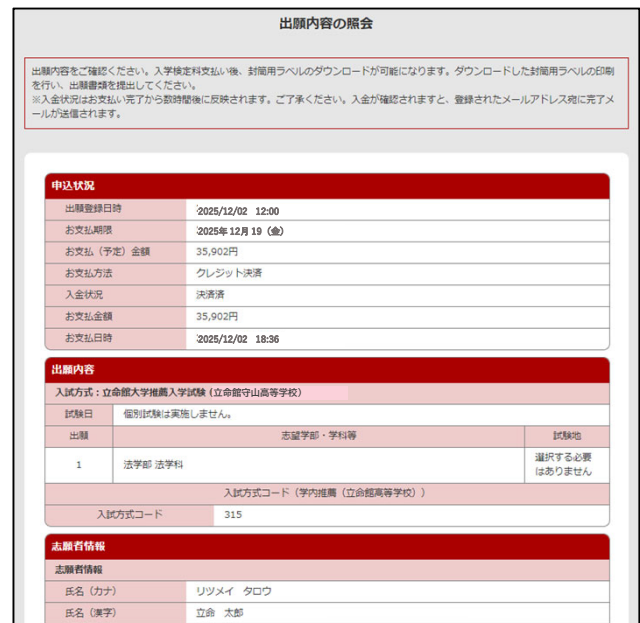 出願内容の照会
出願内容をご確認ください。入学検定料支払い後、封筒用ラベルのダウンロードが可能になります。ダウンロードした封筒用ラベルの印刷
を行い、出願書類を提出してください。
※入金状況はお支払い完了から数時間後に反映されます。ご了承ください。入金が確認されますと、登録されたメールアドレス宛に完了メ
ールが送信されます。
申込状況
出願登録日時 2025/12/02 12:00
お支払期限 2025年12月19（金）
お支払（予定）金額 35,902円
お支払方法 クレジット決済
入金状況 決済済
お支払金額 35,902円
お支払日時 2025/12/02 18:36
出願内容
入試方式：立命館大学推薦入学試験（立命館守山高等学校）
試験日 個別試験は実施しません。
出願 志望学部・学科等 試験地
1 法学部 法学科 選択する必要
はありません
入試方式コード（学内推薦（立命館高等学校））
入試方式コード 315
志願者情報
志願者情報
氏名（カナ） リツメイ タロウ
氏名（漢字） 立命 太郎